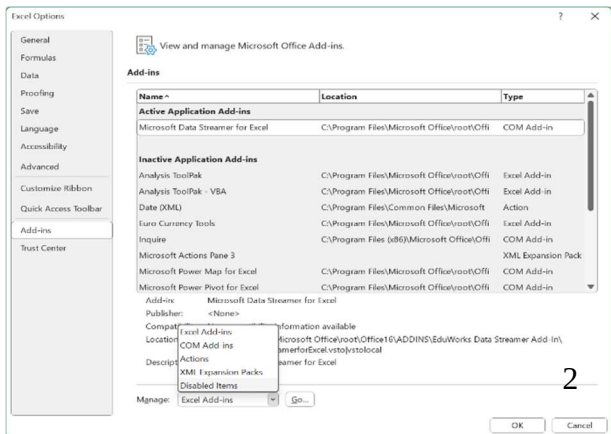 Excel Options ? ×
General
Formulas
Data
Proofing
Save
Language
Accessibility
Advanced
Customize Ribbon
Quick Access Toolbar
Add-ins
Trust Center
View and manage Microsoft Office Add-ins.
Add-ins
Name Location Type
Active Application Add-ins
Microsoft Data Streamer for Excel C:\Program Files\Microsoft Office\root\Offi COM Add-in
Inactive Application Add-ins
Analysis ToolPak C:\Program Files\Microsoft Office\root\Offi Excel Add-in
Analysis ToolPak - VBA C:\Program Files\Microsoft Office\root\Offi Excel Add-in
Date (XML) C:\Program Files\Common Files\Microsoft Action
Euro Currency Tools C:\Program Files\Microsoft Office\root\Offi Excel Add-in
Inquire C:\Program Files (x86)\Microsoft Office\Offi COM Add-in
Microsoft Actions Pane 3 XML Expansion Pack
Microsoft Power Map for Excel C:\Program Files\Microsoft Office\root\Offi COM Add-in
Microsoft Power Pivot for Excel C:\Program Files\Microsoft Office\root\Offi COM Add-in
Add-in: Microsoft Data Streamer for Excel
Publisher: <None>
Compati information available
Location Microsoft Office\root\Office16\ADDINS\EduWorks Data Streamer Add-In\
amerforExcel.vsto|vstolocal
Descript eamer for Excel
Excel Add-ins
COM Add-ins
Actions
XML Expansion Packs
Disabled Items
2
Manage: Excel Add-ins Go...
OK Cancel